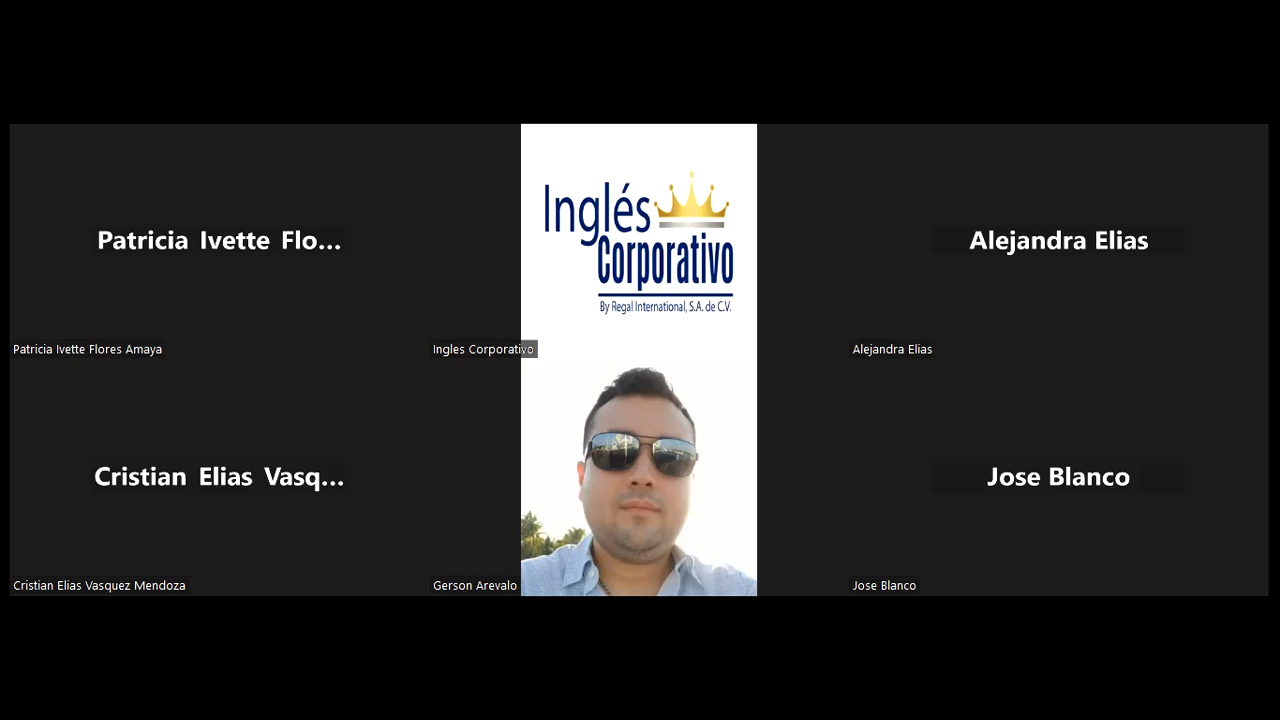 Patricia Ivette Flo...
Patricia Ivette Flores Amaya
Inglés
Corporativo
By Regal International, S.A. de C.V.
Ingles Corporativo
Alejandra Elias
Alejandra Elias
Cristian Elias Vasq...
Cristian Elias Vasquez Mendoza
Gerson Arevalo
Jose Blanco
Jose Blanco